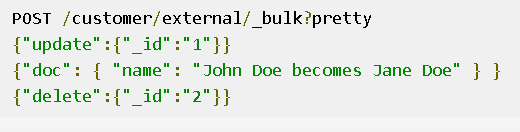 POST /customer/external/_bulk?pretty
{"update":{"_id":"1"}}
{"doc": { "name": "John Doe becomes Jane Doe" } }
{"delete":{"_id":"2"}}